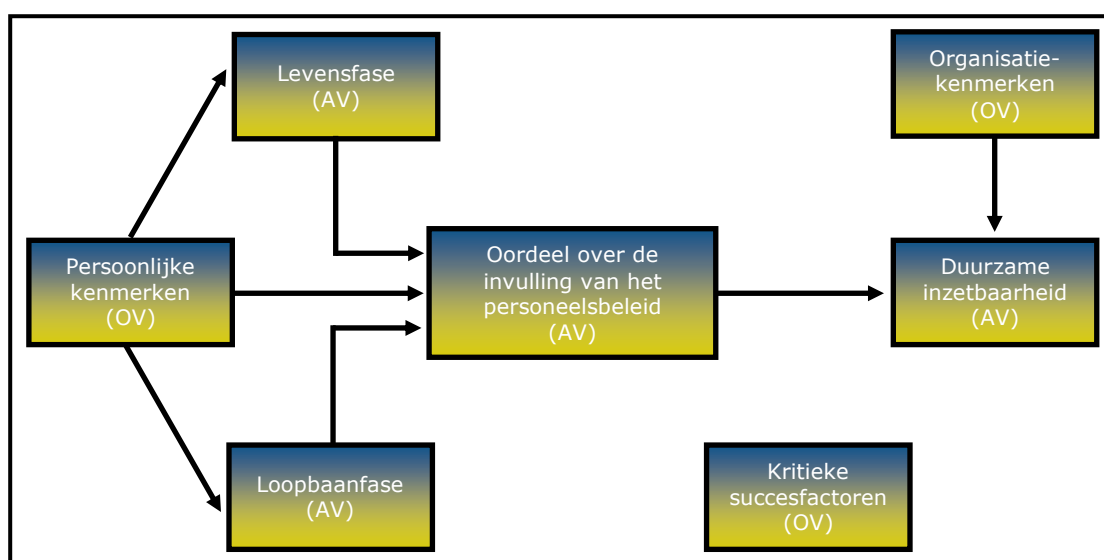 Levensfase
(AV)
Organisatie-
kenmerken
(OV)
Persoonlijke
kenmerken
(OV)
Oordeel over de
invulling van het
personeelsbeleid
(AV)
Duurzame
inzetbaarheid
(AV)
Loopbaanfase
(AV)
Kritieke
succesfactoren
(OV)